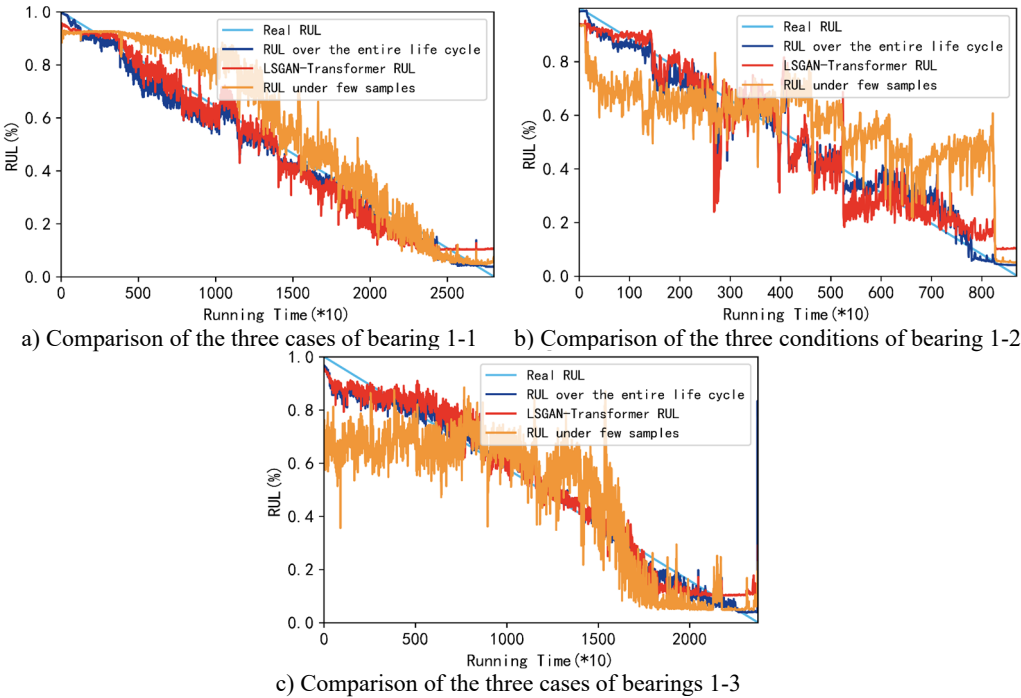 1.0
0.8
0.6
0.4
0.2
0.0
RUL(%)
Real RUL
RUL over the entire life cycle
LSGAN-Transformer RUL
RUL under few samples
0 500 1000 1500 2000 2500
Running Time(*10)
a) Comparison of the three cases of bearing 1-1
0.8
0.6
0.4
0.2
0.0
RUL(%)
Real RUL
RUL over the entire life cycle
LSGAN-Transformer RUL
RUL under few samples
0 100 200 300 400 500 600 700 800
Running Time(*10)
b) Comparison of the three conditions of bearing 1-2
1.0
0.8
0.6
0.4
0.2
0.0
RUL(%)
Real RUL
RUL over the entire life cycle
LSGAN-Transformer RUL
RUL under few samples
0 500 1000 1500 2000
Running Time(*10)
c) Comparison of the three cases of bearings 1-3